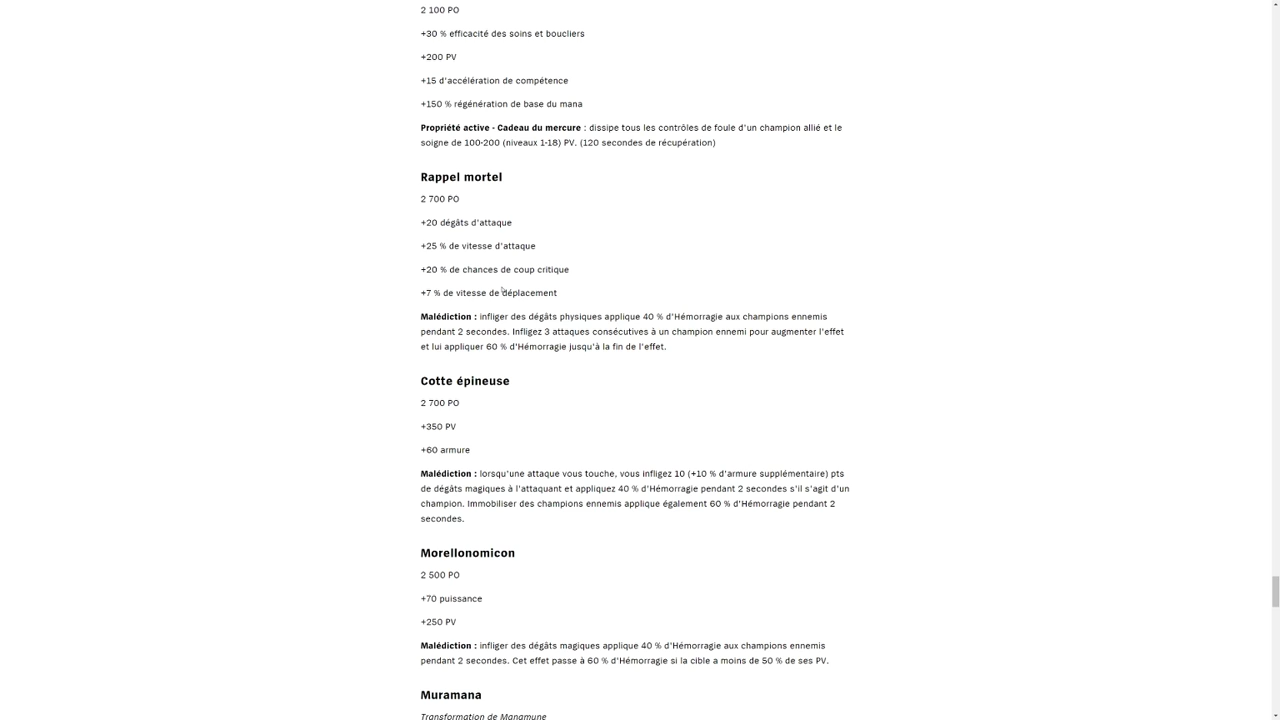 2 100 PO
+30 % efficacité des soins et boucliers
+200 PV
+15 d'accélération de compétence
+150 % régénération de base du mana
Propriété active - Cadeau du mercure : dissipe tous les contrôles de foule d'un champion allié et le
soigne de 100-200 (niveaux 1-18) PV. (120 secondes de récupération)
Rappel mortel
2 700 PO
+20 dégâts d'attaque
+25 % de vitesse d'attaque
+20 % de chances de coup critique
+7 % de vitesse de déplacement
Malédiction : infliger des dégâts physiques applique 40 % d'Hémorragie aux champions ennemis
pendant 2 secondes. Infligez 3 attaques consécutives à un champion ennemi pour augmenter l'effet
et lui appliquer 60 % d'Hémorragie jusqu'à la fin de l'effet.
Cotte épineuse
2 700 PO
+350 PV
+60 armure
Malédiction : lorsqu'une attaque vous touche, vous infligez 10 (+10 % d'armure supplémentaire) pts
de dégâts magiques à l'attaquant et appliquez 40 % d'Hémorragie pendant 2 secondes s'il s'agit d'un
champion. Immobiliser des champions ennemis applique également 60 % d'Hémorragie pendant 2
secondes.
Morellonomicon
2 500 PO
+70 puissance
+250 PV
Malédiction : infliger des dégâts magiques applique 40 % d'Hémorragie aux champions ennemis
pendant 2 secondes. Cet effet passe à 60 % d'Hémorragie si la cible a moins de 50 % de ses PV.
Muramana
Transformation de Manamune